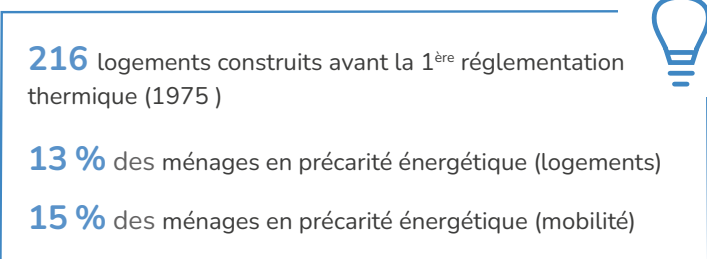 216 logements construits avant la 1ère réglementation
thermique (1975 )
13 % des ménages en précarité énergétique (logements)
15 % des ménages en précarité énergétique (mobilité)